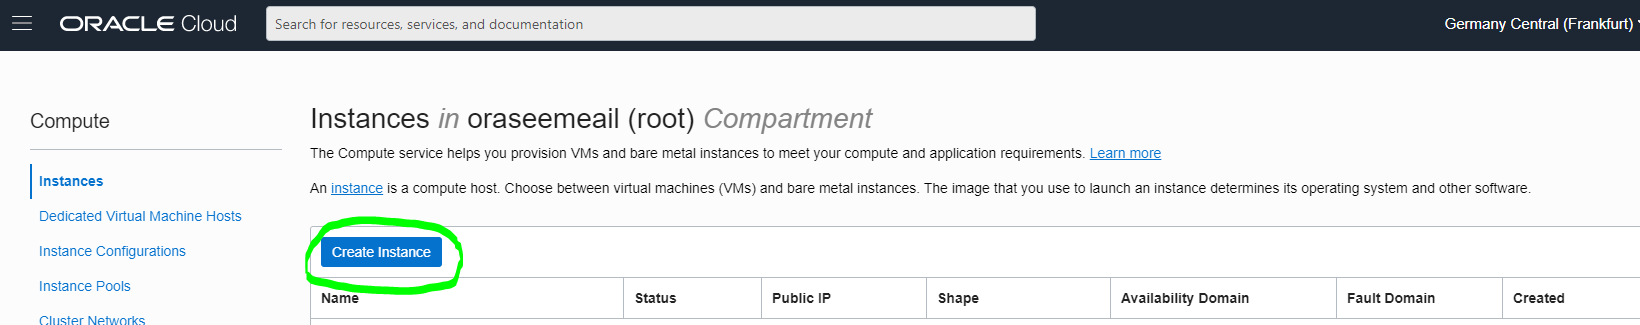 ORACLE Cloud
Search for resources, services, and documentation
Germany Central (Frankfurt)
Compute
Instances
Dedicated Virtual Machine Hosts
Instance Configurations
Instance Pools
Cluster Networks
Instances in oraseemeail (root) Compartment
The Compute service helps you provision VMs and bare metal instances to meet your compute and application requirements. Learn more
An instance is a compute host. Choose between virtual machines (VMs) and bare metal instances. The image that you use to launch an instance determines its operating system and other software.
Create Instance
Name Status Public IP Shape Availability Domain Fault Domain Created